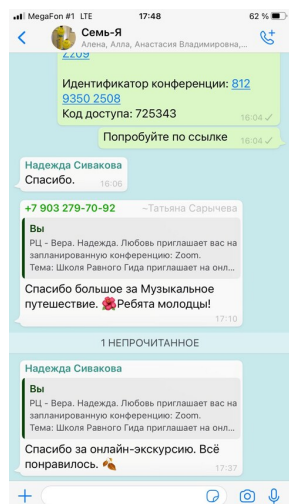 MegaFon #1 LTE 17:48 62 %
Семь-Я
Алена, Алла, Анастасия Владимировна,...
2209
Идентификатор конференции: 812
9350 2508
Код доступа: 725343
16:04
Попробуйте по ссылке
16:04
Надежда Сивакова
Спасибо.
16:06
+7 903 279-70-92 ~Татьяна Сарычева
Вы
РЦ - Вера. Надежда. Любовь приглашает вас на
запланированную конференцию: Zoom.
Тема: Школя Равного Гида приглашает на онл...
Спасибо большое за Музыкальное
путешествие. 🌺Ребята молодцы!
17:10
1 НЕПРОЧИТАННОЕ
Надежда Сивакова
Вы
РЦ - Вера. Надежда. Любовь приглашает вас на
запланированную конференцию: Zoom.
Тема: Школя Равного Гида приглашает на онл...
Спасибо за онлайн-экскурсию. Всё
понравилось. 🍂
17:37